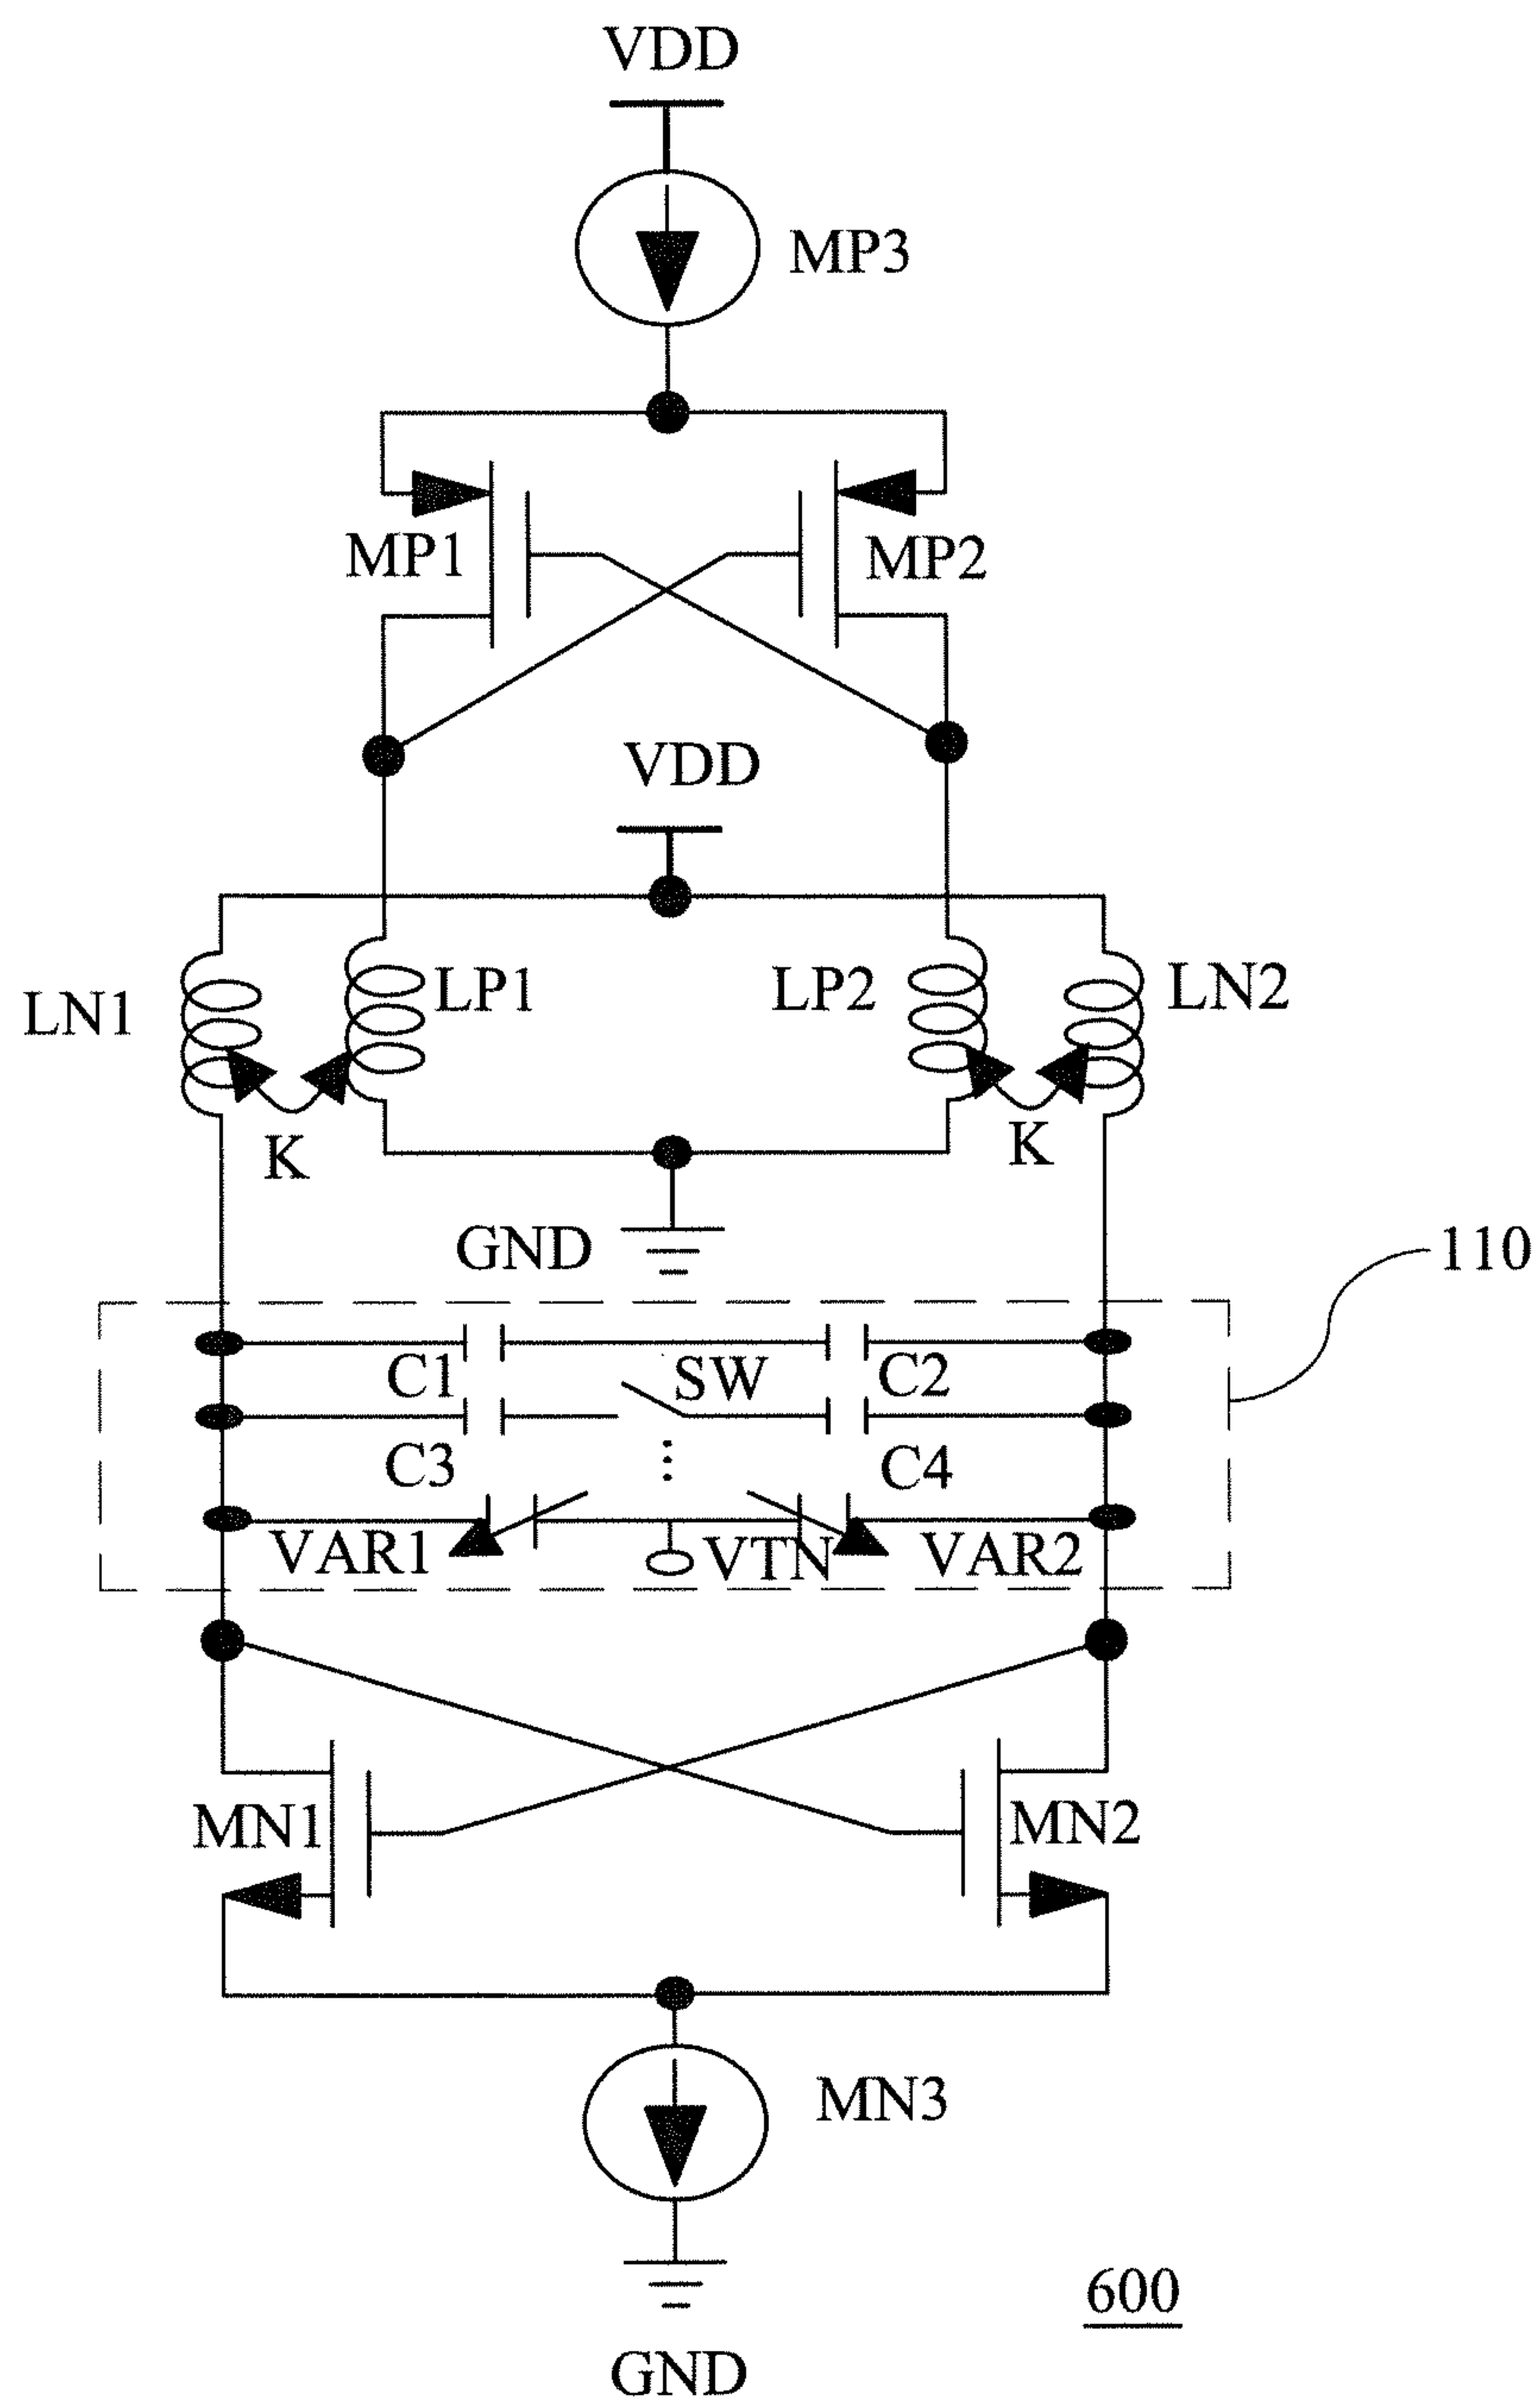 VDD
MP3
MP1
MP2
VDD
LN1
LP1
LP2
LN2
K
K
GND
110
C1
SW
C2
C3
C4
VAR1
VTN
VAR2
MN1
MN2
MN3
600
GND